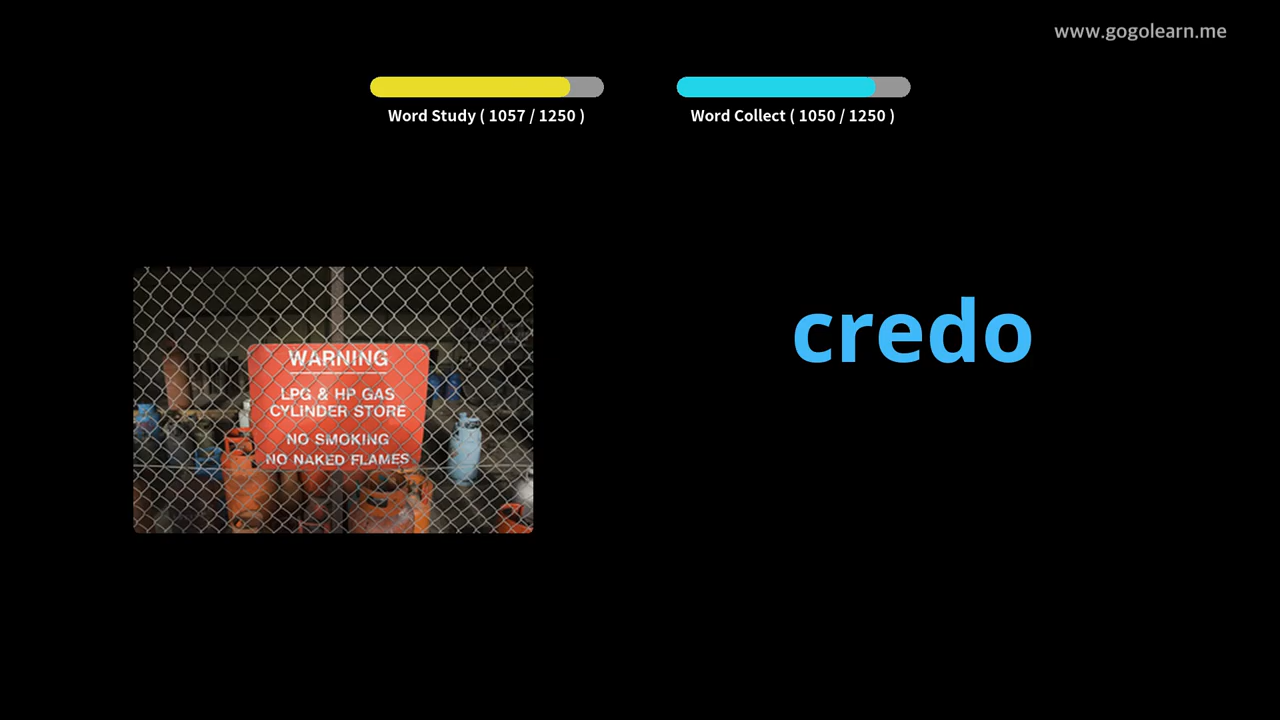 www.gogolearn.me
Word Study ( 1057 / 1250 )
Word Collect ( 1050 / 1250 )
credo
WARNING
LPG & HP GAS
CYLINDER STORE
NO SMOKING
NO NAKED FLAMES